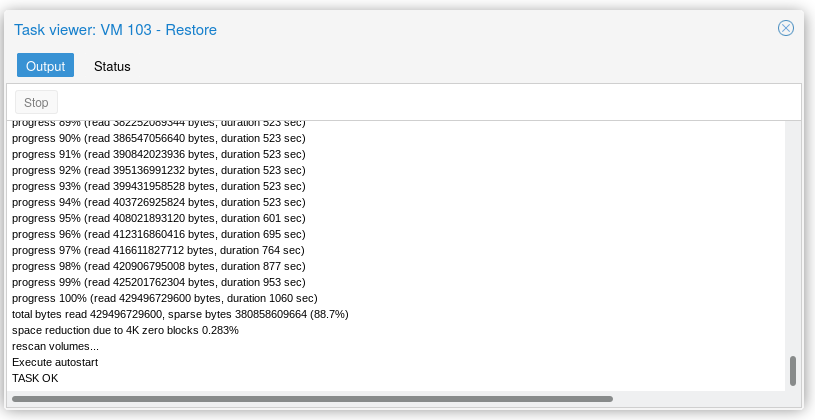 Task viewer: VM 103 - Restore
Output Status
Stop
progress 89% (read 382252089344 bytes, duration 523 sec)
progress 90% (read 386547056640 bytes, duration 523 sec)
progress 91% (read 390842023936 bytes, duration 523 sec)
progress 92% (read 395136991232 bytes, duration 523 sec)
progress 93% (read 399431958528 bytes, duration 523 sec)
progress 94% (read 403726925824 bytes, duration 523 sec)
progress 95% (read 408021893120 bytes, duration 601 sec)
progress 96% (read 412316860416 bytes, duration 695 sec)
progress 97% (read 416611827712 bytes, duration 764 sec)
progress 98% (read 420906795008 bytes, duration 877 sec)
progress 99% (read 425201762304 bytes, duration 953 sec)
progress 100% (read 429496729600 bytes, duration 1060 sec)
total bytes read 429496729600, sparse bytes 380858609664 (88.7%)
space reduction due to 4K zero blocks 0.283%
rescan volumes...
Execute autostart
TASK OK